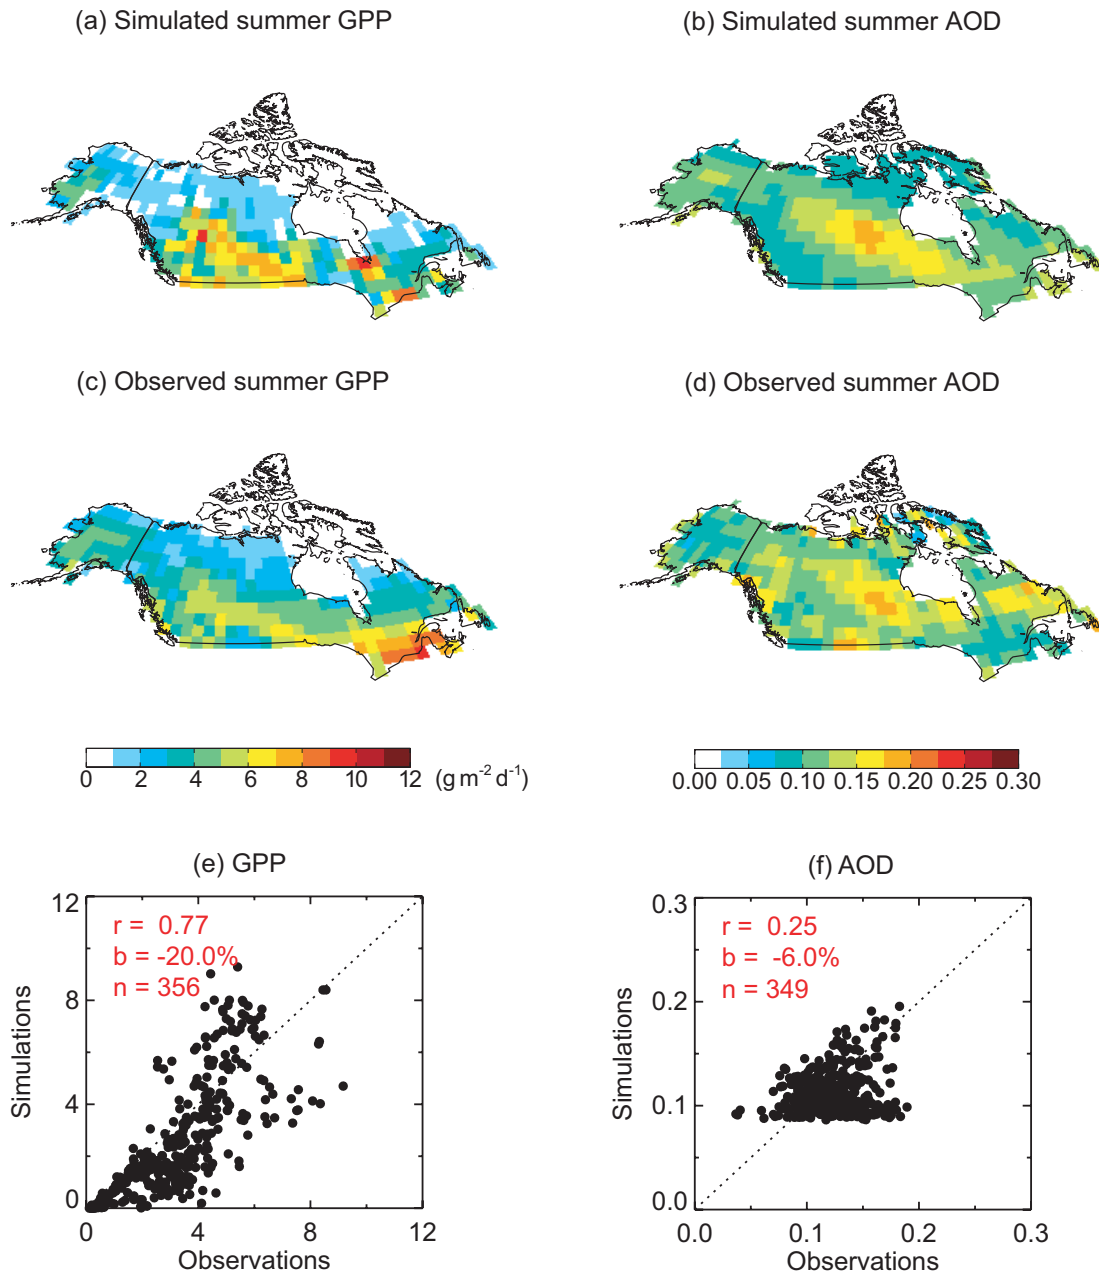 (a) Simulated summer GPP
(b) Simulated summer AOD
(c) Observed summer GPP
(d) Observed summer AOD
0 2 4 6 8 10 12 (g m⁻² d⁻¹)
0.00 0.05 0.10 0.15 0.20 0.25 0.30
(e) GPP
12
8
4
0
r = 0.77
b = -20.0%
n = 356
Simulations
0 4 8 12
Observations
(f) AOD
0.3
0.2
0.1
0.0
r = 0.25
b = -6.0%
n = 349
Simulations
0.0 0.1 0.2 0.3
Observations